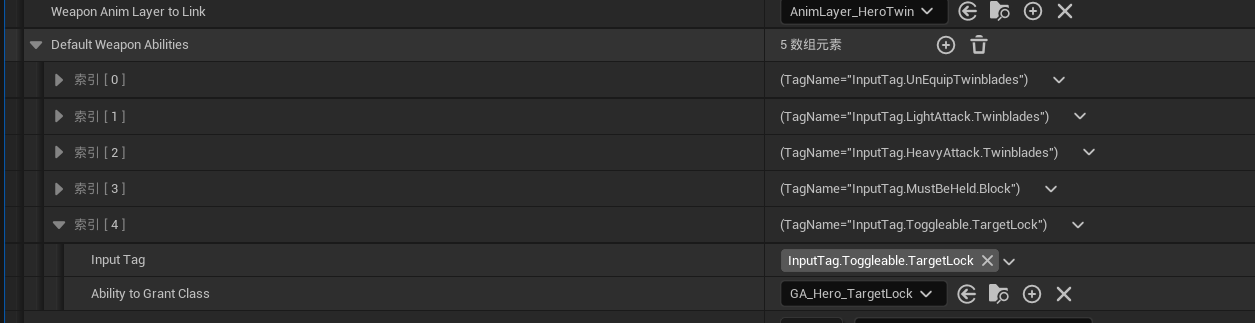 Weapon Anim Layer to Link AnimLayer_HeroTwin
Default Weapon Abilities 5 数组元素
索引 [ 0 ] (TagName="InputTag.UnEquipTwinblades")
索引 [ 1 ] (TagName="InputTag.LightAttack.Twinblades")
索引 [ 2 ] (TagName="InputTag.HeavyAttack.Twinblades")
索引 [ 3 ] (TagName="InputTag.MustBeHeld.Block")
索引 [ 4 ] (TagName="InputTag.Toggleable.TargetLock")
Input Tag InputTag.Toggleable.TargetLock
Ability to Grant Class GA_Hero_TargetLock